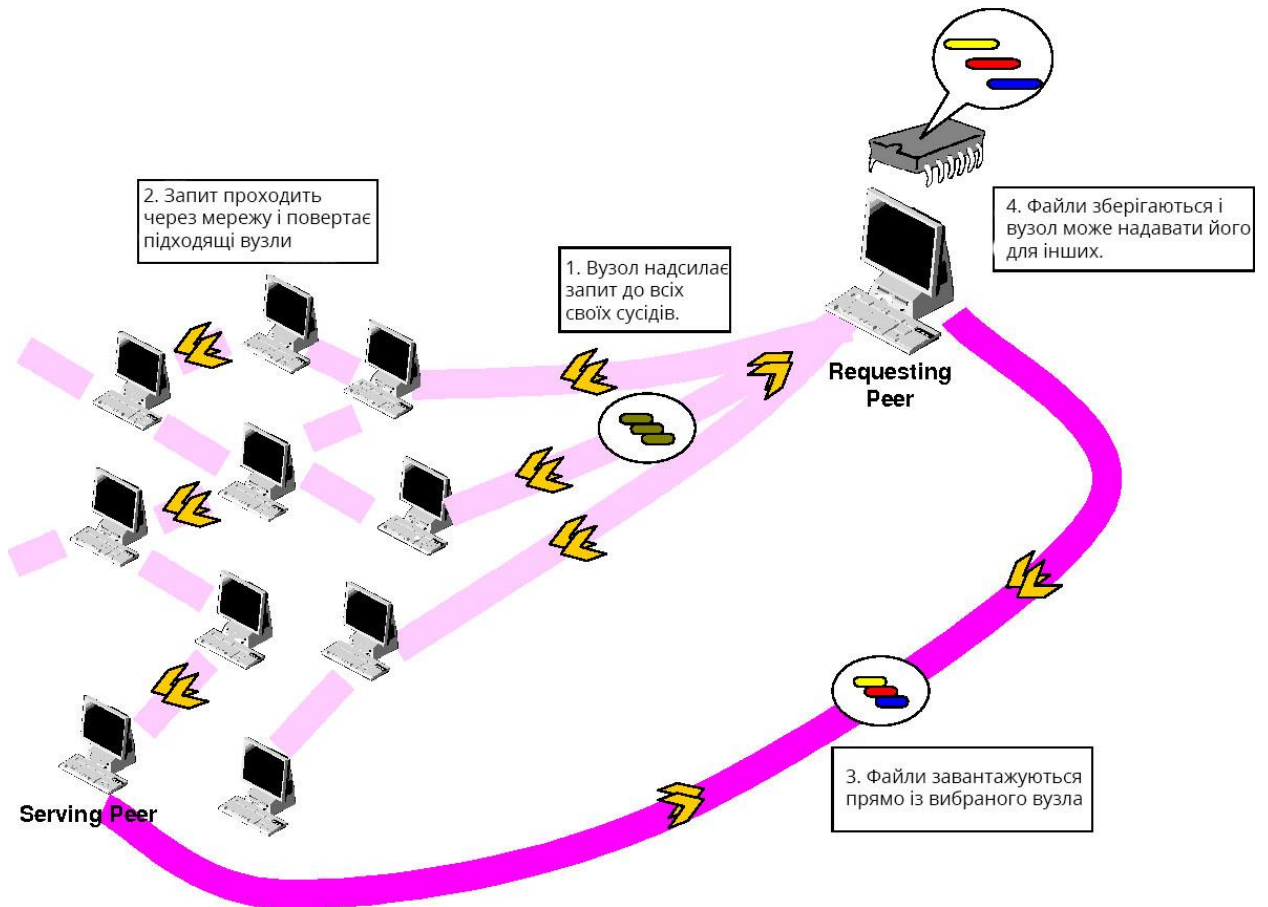 2. Запит проходить
через мережу і повертає
підходящі вузли
1. Вузол надсилає
запит до всіх
своїх сусідів.
4. Файли зберігаються і
вузол може надавати його
для інших.
Requesting
Peer
3. Файли завантажуються
прямо із вибраного вузла
Serving Peer